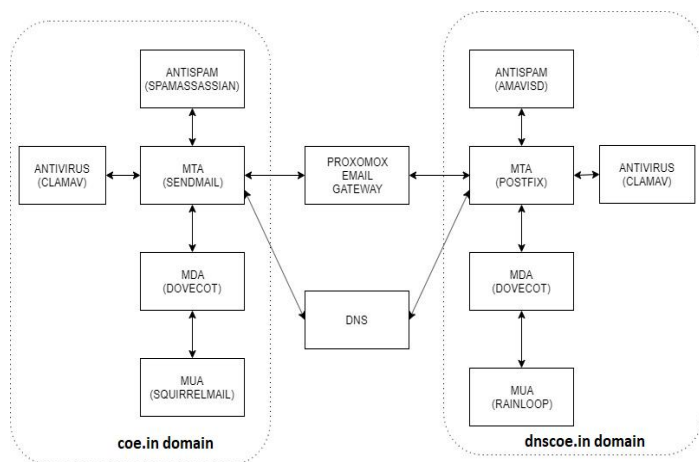 ANTISPAM
(SPAMASSASSIAN)
ANTISPAM
(AMAVISD)
ANTIVIRUS
(CLAMAV)
MTA
(SENDMAIL)
PROXOMOX
EMAIL
GATEWAY
MTA
(POSTFIX)
ANTIVIRUS
(CLAMAV)
MDA
(DOVECOT)
DNS
MDA
(DOVECOT)
MUA
(SQUIRRELMAIL)
MUA
(RAINLOOP)
coe.in domain
dnscoe.in domain